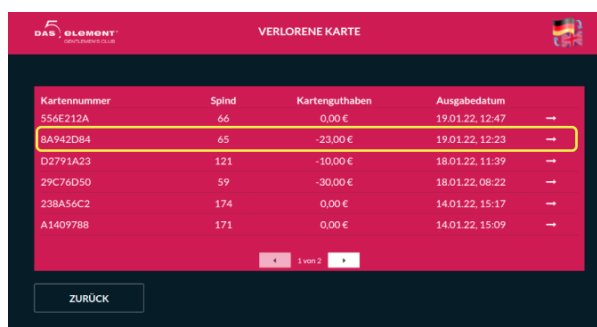 5
DAS ELEMENT
GENTLEMEN'S CLUB
VERLORENE KARTE
Kartennummer Spind Kartenguthaben Ausgabedatum
556E212A 66 0,00 € 19.01.22, 12:47 →
8A942D84 65 -23,00 € 19.01.22, 12:23 →
D2791A23 121 -10,00 € 18.01.22, 11:39 →
29C76D50 59 -30,00 € 18.01.22, 08:22 →
238A56C2 174 0,00 € 14.01.22, 15:17 →
A1409788 171 0,00 € 14.01.22, 15:09 →
1 von 2
ZURÜCK